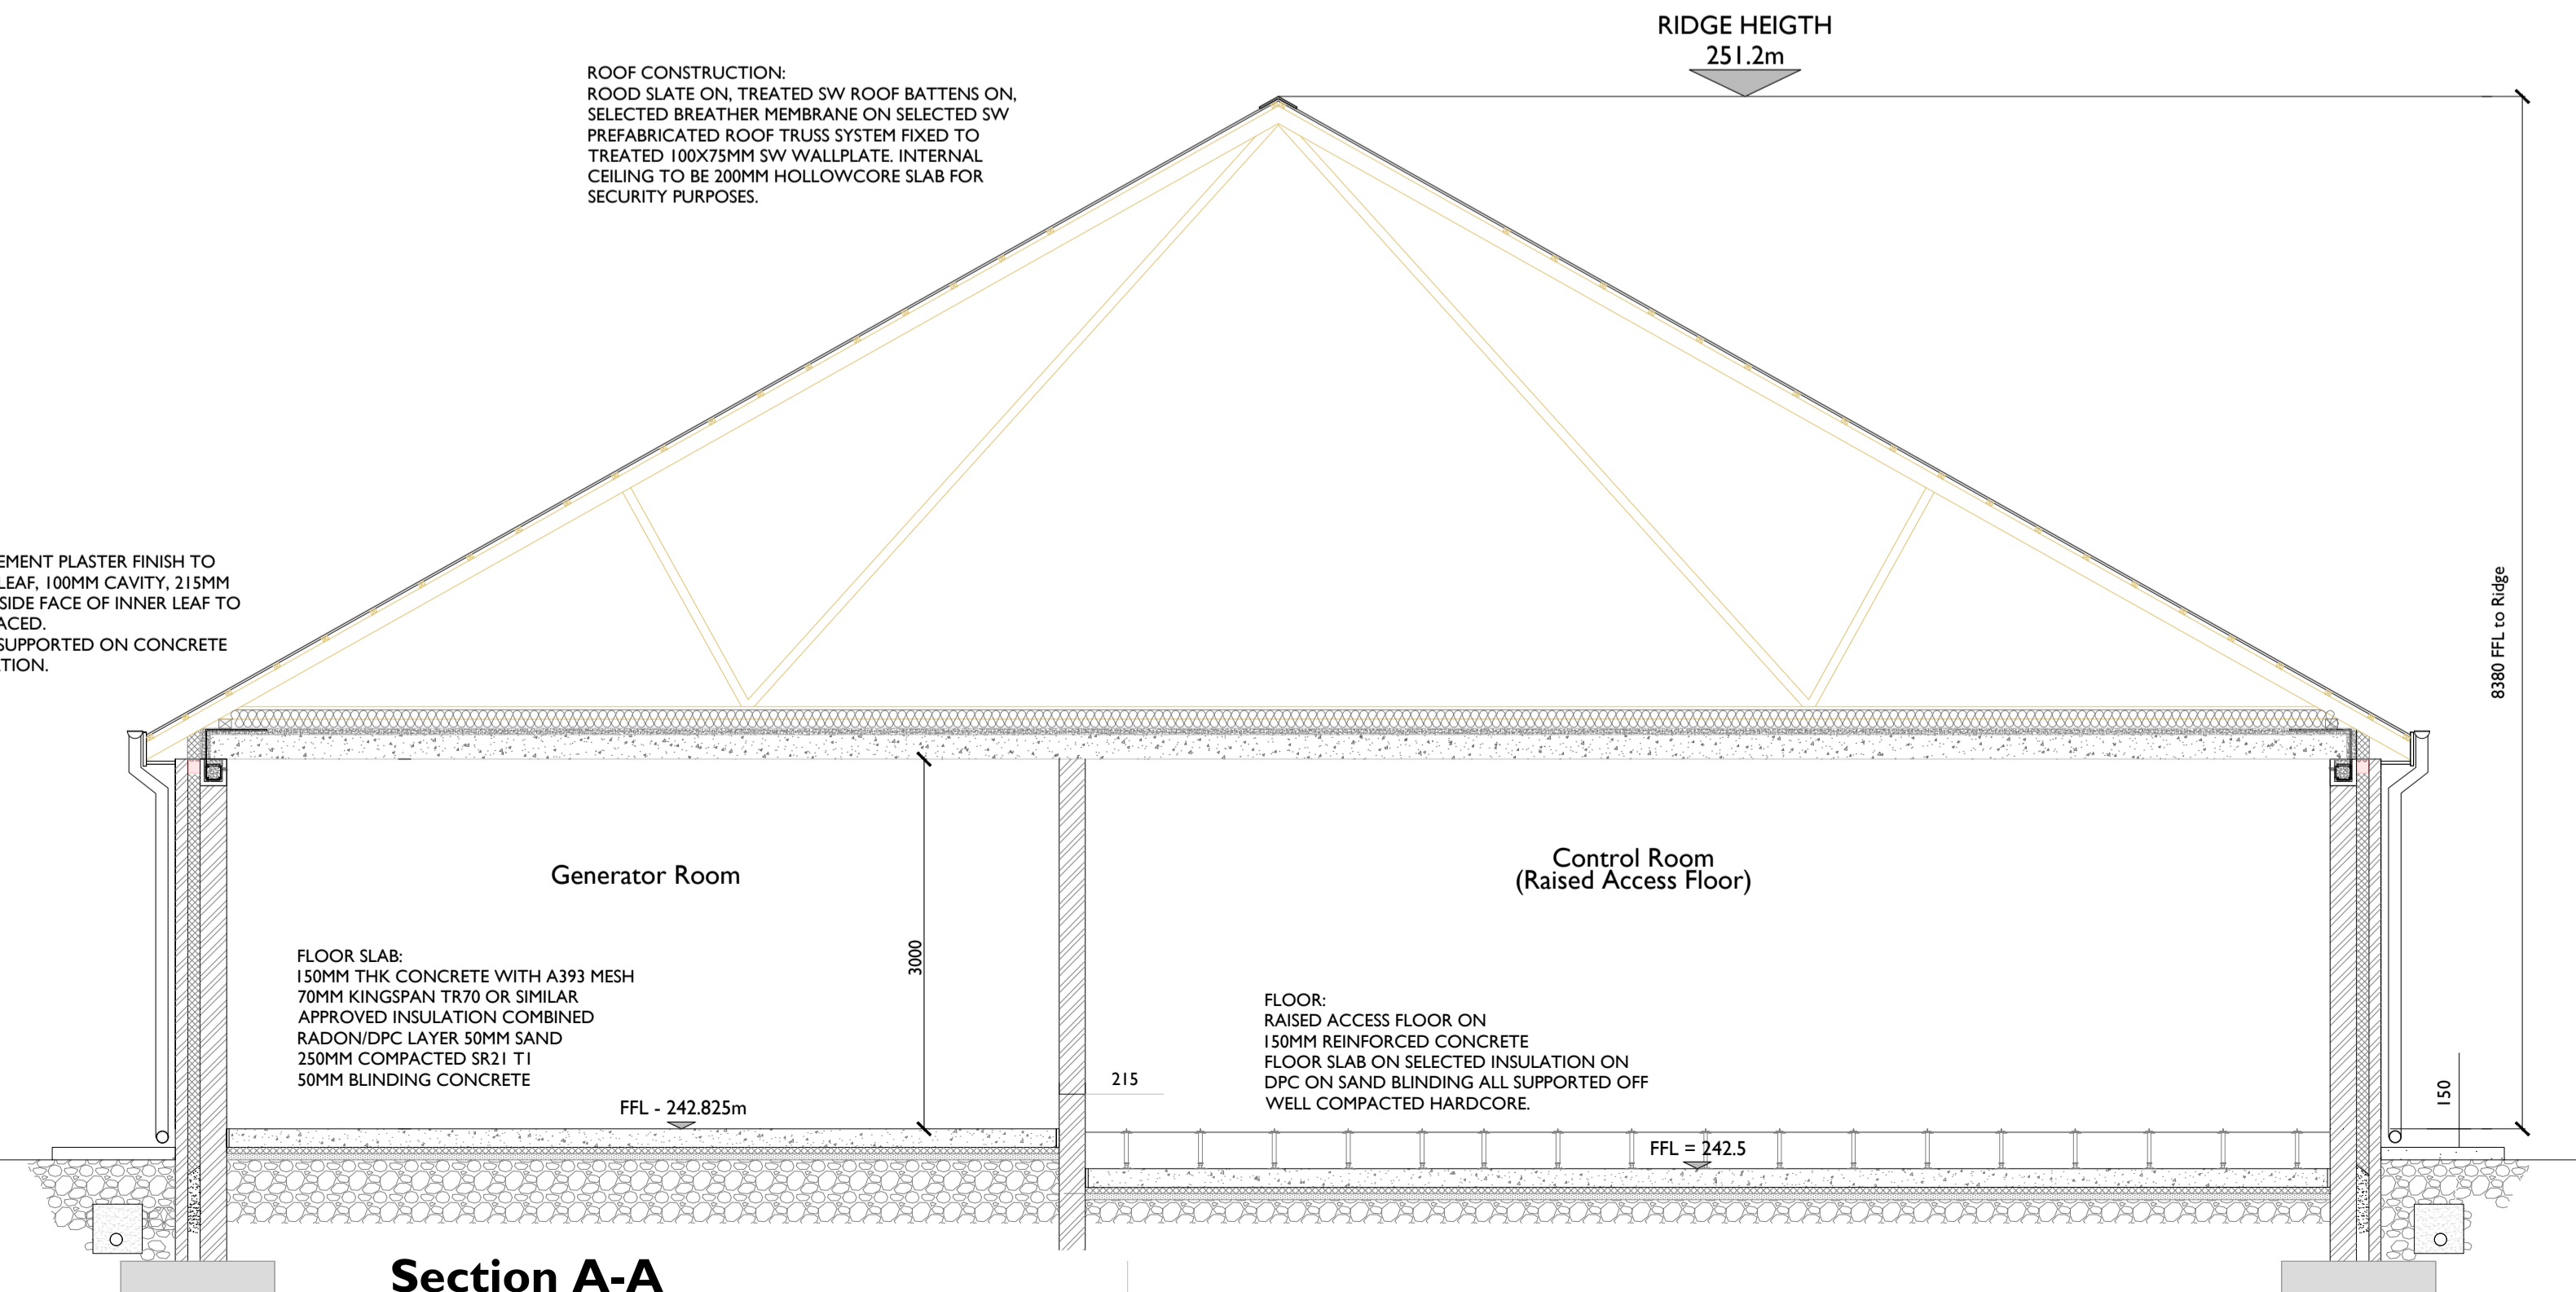 RIDGE HEIGTH
251.2m
ROOF CONSTRUCTION:
ROOD SLATE ON, TREATED SW ROOF BATTENS ON,
SELECTED BREATHER MEMBRANE ON SELECTED SW
PREFABRICATED ROOF TRUSS SYSTEM FIXED TO
TREATED 100X75MM SW WALLPLATE. INTERNAL
CEILING TO BE 200MM HOLLOWCORE SLAB FOR
SECURITY PURPOSES.
EMENT PLASTER FINISH TO
LEAF, 100MM CAVITY, 215MM
SIDE FACE OF INNER LEAF TO
ACED.
SUPPORTED ON CONCRETE
TION.
8380 FFL to Ridge
Generator Room
Control Room
(Raised Access Floor)
3000
FLOOR SLAB:
150MM THK CONCRETE WITH A393 MESH
70MM KINGSPAN TR70 OR SIMILAR
APPROVED INSULATION COMBINED
RADON/DPC LAYER 50MM SAND
250MM COMPACTED SR21 T1
50MM BLINDING CONCRETE
FLOOR:
RAISED ACCESS FLOOR ON
150MM REINFORCED CONCRETE
FLOOR SLAB ON SELECTED INSULATION ON
DPC ON SAND BLINDING ALL SUPPORTED OFF
WELL COMPACTED HARDCORE.
215
150
FFL - 242.825m
FFL = 242.5
Section A-A